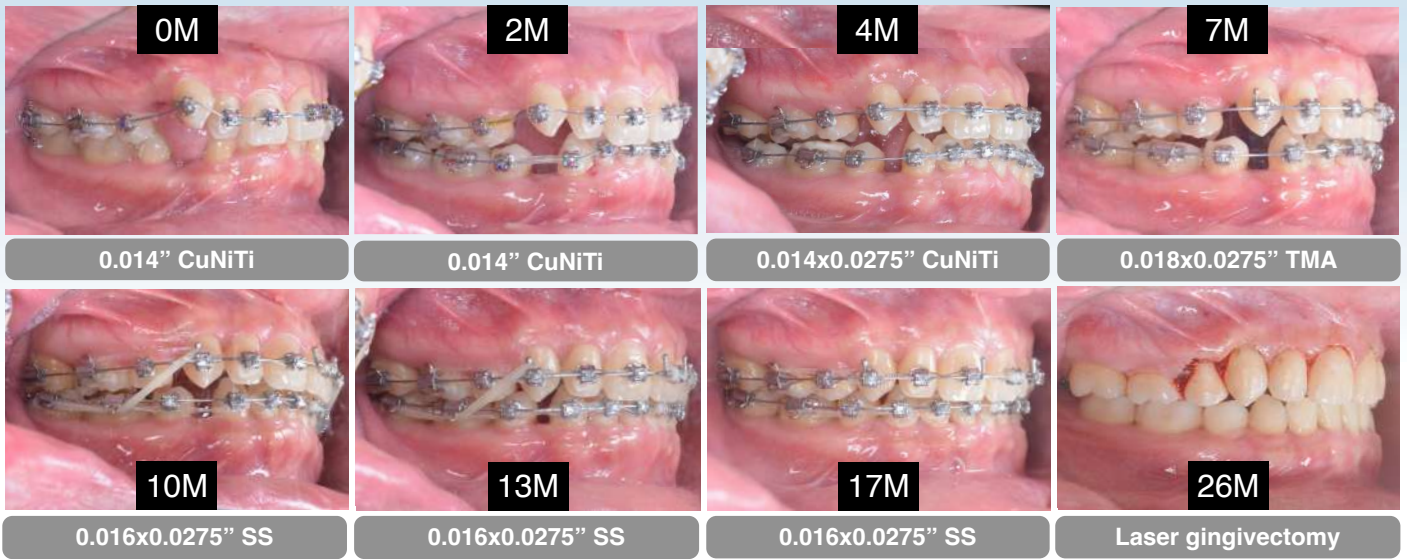 0M
2M
4M
7M
0.014” CuNiTi
0.014” CuNiTi
0.014x0.0275” CuNiTi
0.018x0.0275” TMA
10M
13M
17M
26M
0.016x0.0275” SS
0.016x0.0275” SS
0.016x0.0275” SS
Laser gingivectomy